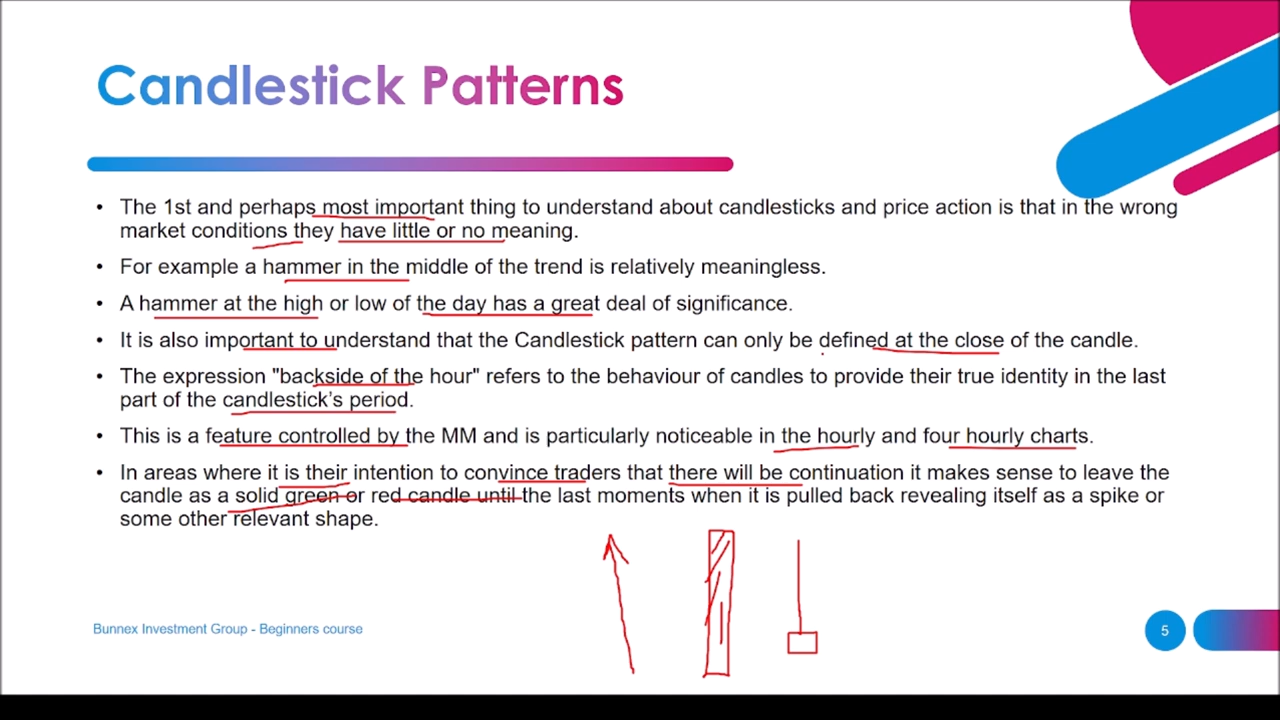 Candlestick Patterns
• The 1st and perhaps most important thing to understand about candlesticks and price action is that in the wrong
market conditions they have little or no meaning.
• For example a hammer in the middle of the trend is relatively meaningless.
• A hammer at the high or low of the day has a great deal of significance.
• It is also important to understand that the Candlestick pattern can only be defined at the close of the candle.
• The expression "backside of the hour" refers to the behaviour of candles to provide their true identity in the last
part of the candlestick's period.
• This is a feature controlled by the MM and is particularly noticeable in the hourly and four hourly charts.
• In areas where it is their intention to convince traders that there will be continuation it makes sense to leave the
candle as a solid green or red candle until the last moments when it is pulled back revealing itself as a spike or
some other relevant shape.
Bunnex Investment Group - Beginners course
5